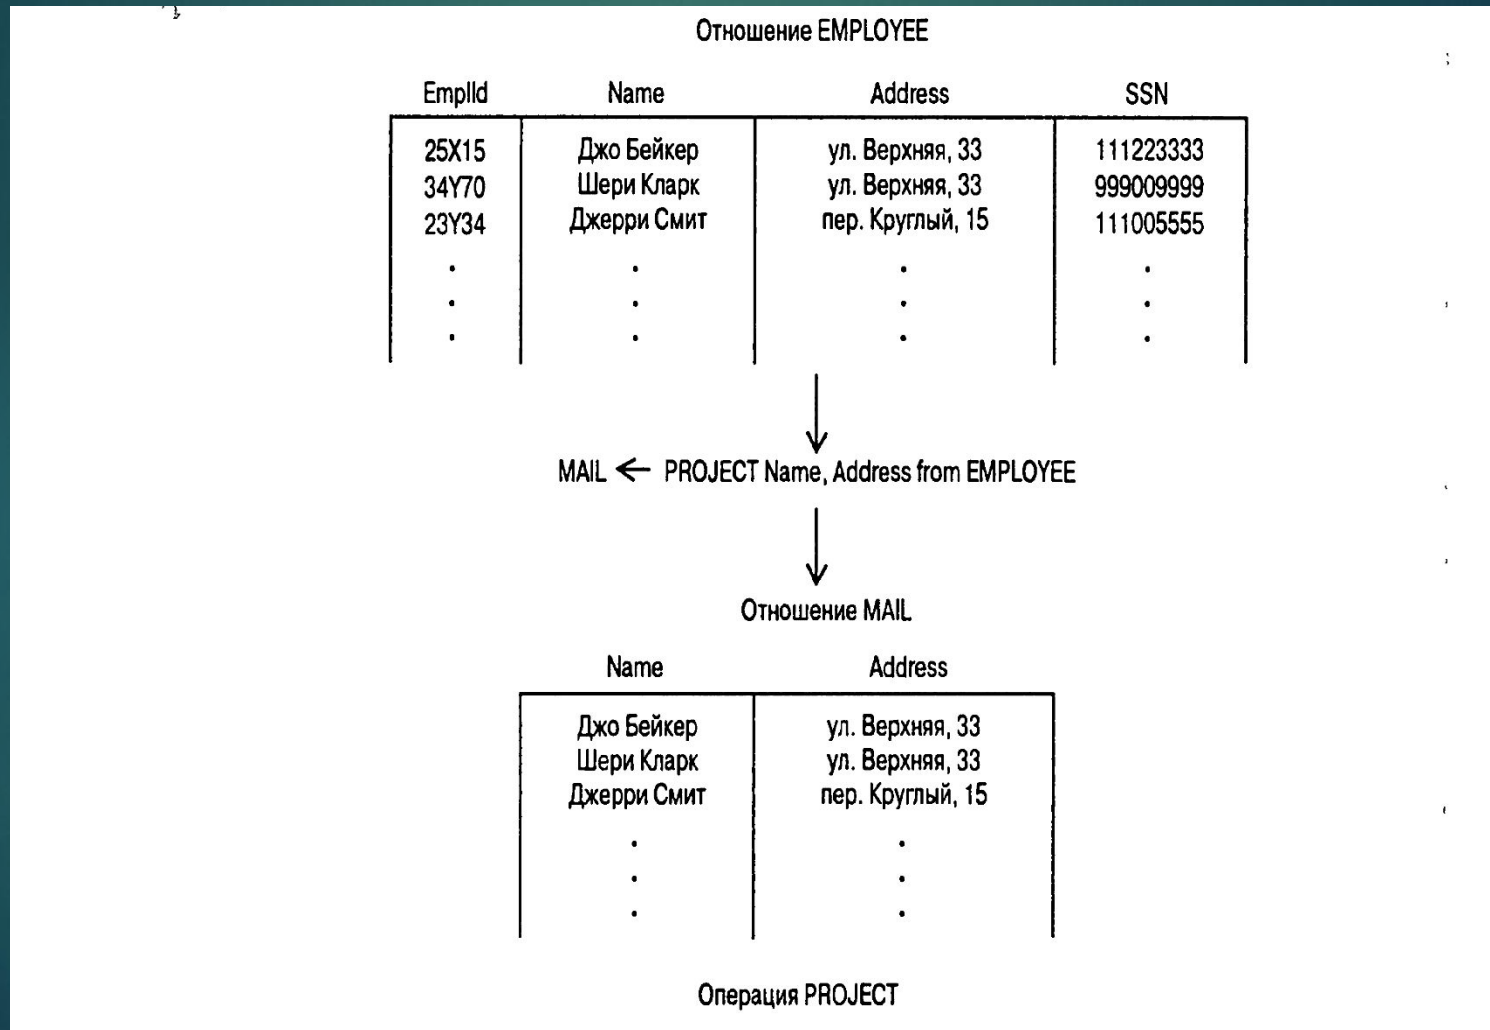 Отношение EMPLOYEE
EmplId Name Address SSN
25X15 Джо Бейкер ул. Верхняя, 33 111223333
34Y70 Шери Кларк ул. Верхняя, 33 999009999
23Y34 Джерри Смит пер. Круглый, 15 111005555
. . . .
. . . .
. . . .
MAIL ← PROJECT Name, Address from EMPLOYEE
Отношение MAIL
Name Address
Джо Бейкер ул. Верхняя, 33
Шери Кларк ул. Верхняя, 33
Джерри Смит пер. Круглый, 15
. .
. .
. .
Операция PROJECT